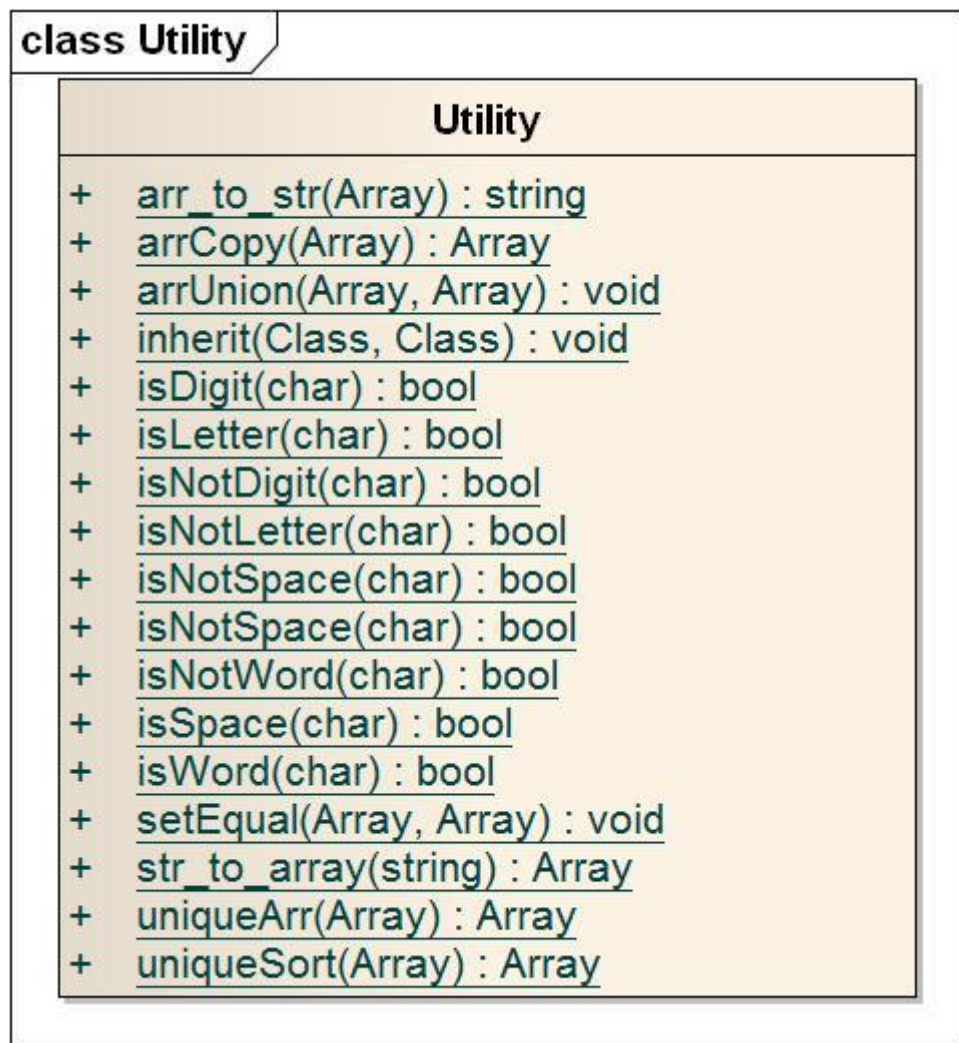 class Utility
Utility
+ arr_to_str(Array) : string
+ arrCopy(Array) : Array
+ arrUnion(Array, Array) : void
+ inherit(Class, Class) : void
+ isDigit(char) : bool
+ isLetter(char) : bool
+ isNotDigit(char) : bool
+ isNotLetter(char) : bool
+ isNotSpace(char) : bool
+ isNotSpace(char) : bool
+ isNotWord(char) : bool
+ isSpace(char) : bool
+ isWord(char) : bool
+ setEqual(Array, Array) : void
+ str_to_array(string) : Array
+ uniqueArr(Array) : Array
+ uniqueSort(Array) : Array